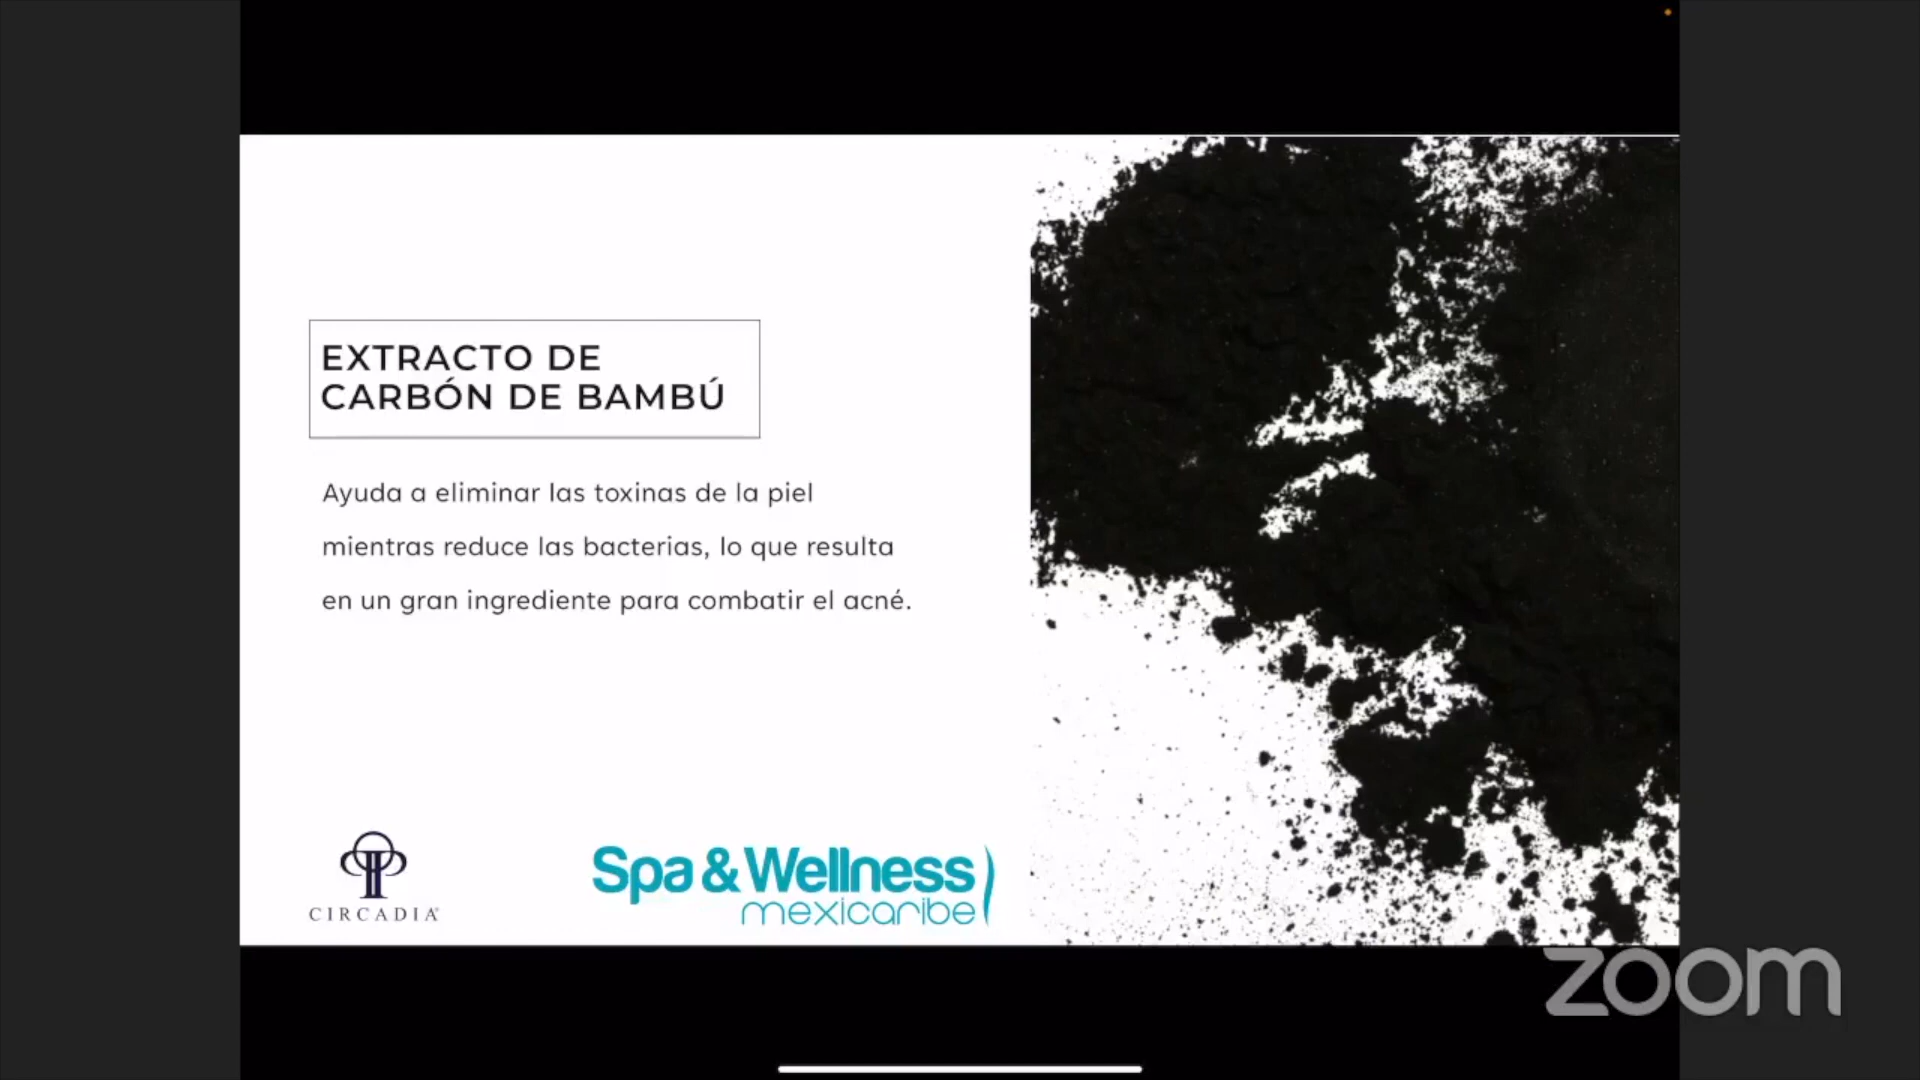 EXTRACTO DE
CARBÓN DE BAMBÚ
Ayuda a eliminar las toxinas de la piel
mientras reduce las bacterias, lo que resulta
en un gran ingrediente para combatir el acné.
CIRCADIA®
Spa & Wellness
mexicaribe
zoom